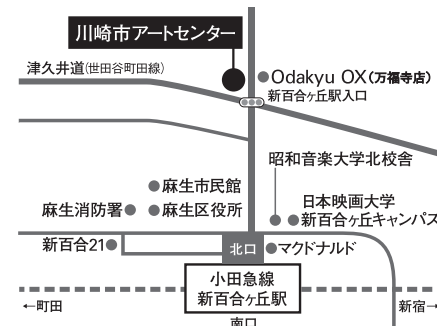 川崎市アートセンター
津久井道(世田谷町田線)
Odakyu OX(万福寺店)
新百合ヶ丘駅入口
昭和音楽大学北校舎
麻生市民館
日本映画大学
麻生消防署
麻生区役所
新百合ヶ丘キャンパス
新百合21
北口
マクドナルド
小田急線
新百合ヶ丘駅
←町田
新宿→
南口